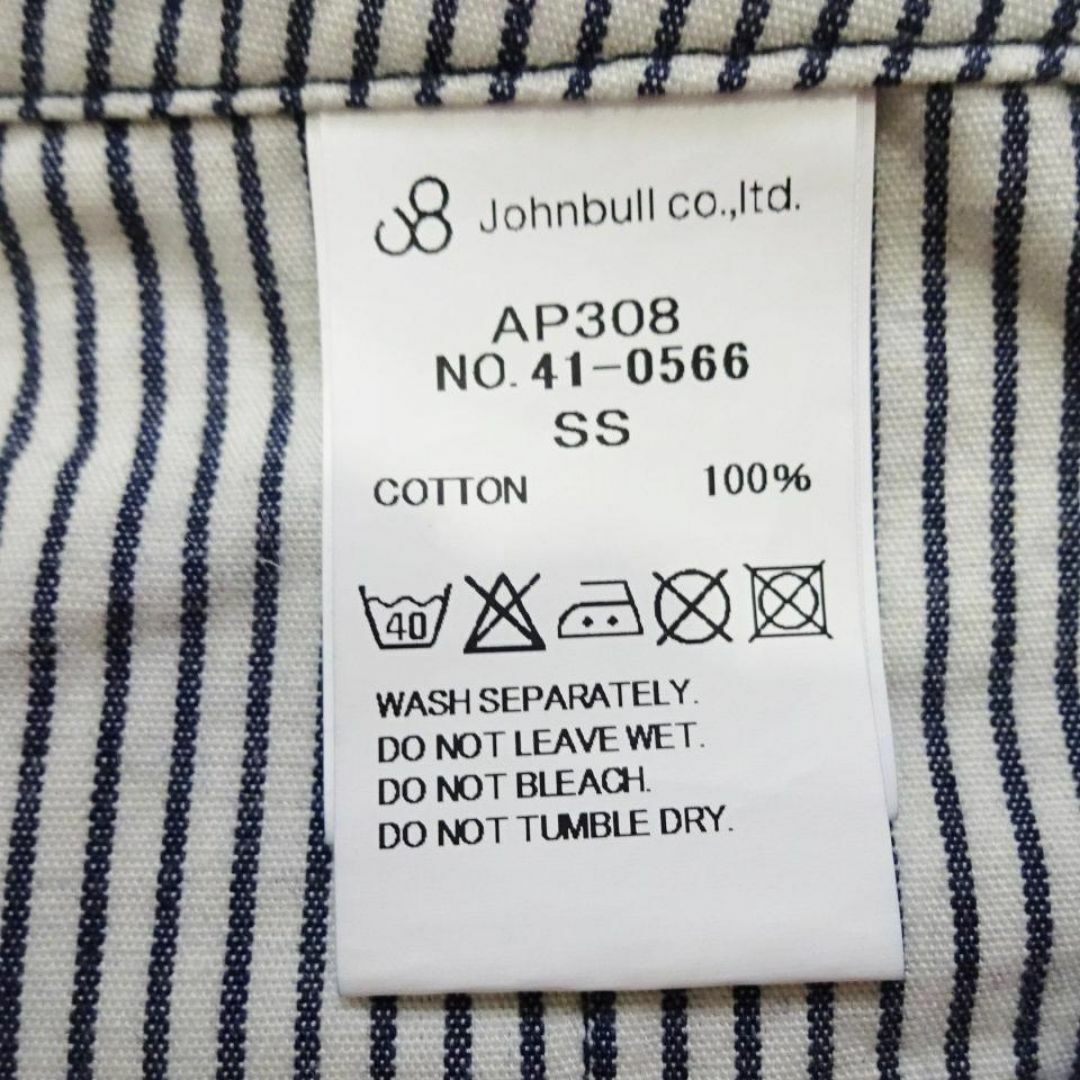 Johnbull co.,ltd.
AP308
NO. 41-0566
SS
COTTON 100%
40
WASH SEPARATELY.
DO NOT LEAVE WET.
DO NOT BLEACH.
DO NOT TUMBLE DRY.